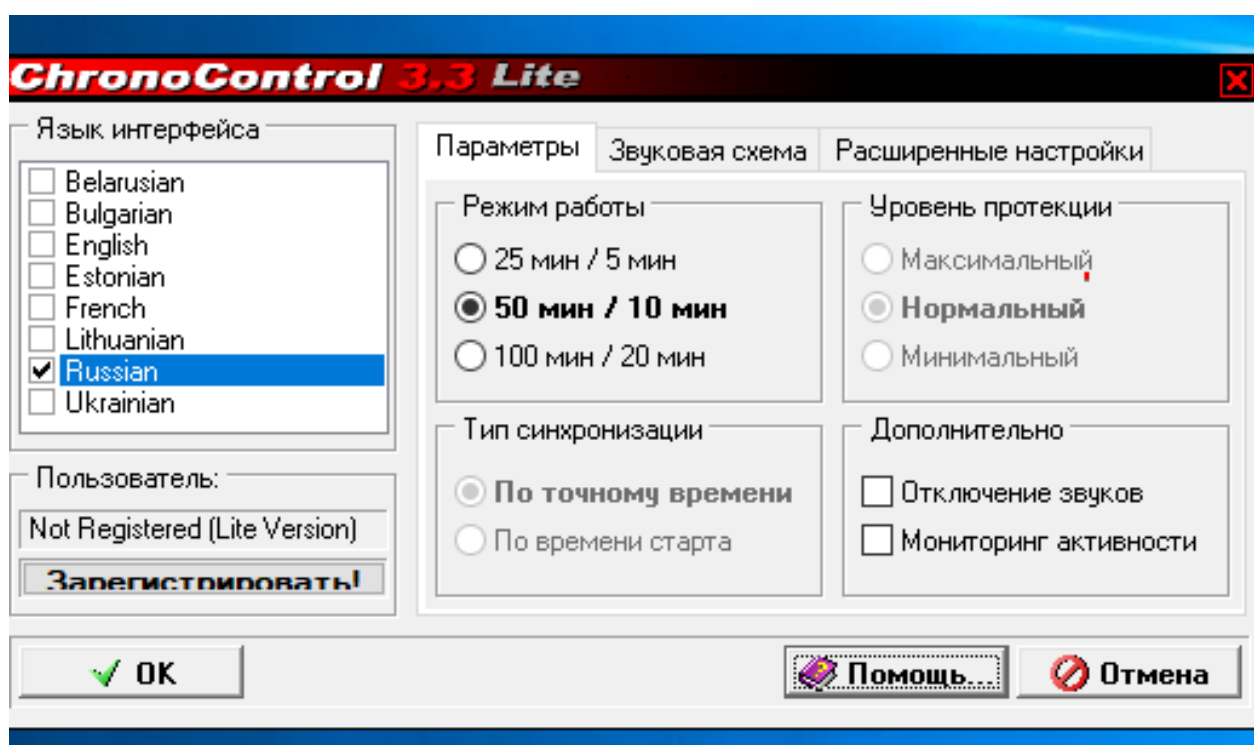 ChronoControl 3.3 Lite
Язык интерфейса
Belarusian
Bulgarian
English
Estonian
French
Lithuanian
Russian
Ukrainian
Пользователь:
Not Registered (Lite Version)
Зарегистрировать!
Параметры
Звуковая схема
Расширенные настройки
Режим работы
25 мин / 5 мин
50 мин / 10 мин
100 мин / 20 мин
Уровень протекции
Максимальный
Нормальный
Минимальный
Тип синхронизации
По точному времени
По времени старта
Дополнительно
Отключение звуков
Мониторинг активности
OK
Помощь...
Отмена